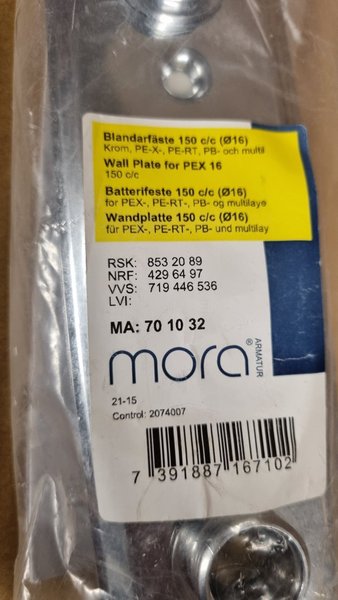 Blandarfäste 150 c/c (Ø16)
Krom, PE-X-, PE-RT, PB- och multil
Wall Plate for PEX 16
150 c/c
Batterifeste 150 c/c (Ø16)
for PEX-, PE-RT-, PB- og multilaye
Wandplatte 150 c/c (Ø16)
für PEX-, PE-RT-, PB- und multilay
RSK: 853 20 89
NRF: 429 64 97
VVS: 719 446 536
LVI:
MA: 70 10 32
mora®
ARMATUR
21-15
Control: 2074007
7 391887 167102